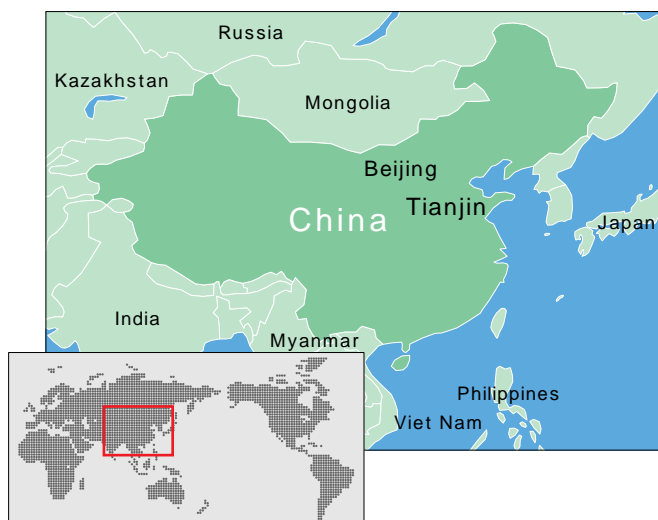 Russia
Kazakhstan
Mongolia
Beijing
China
Tianjin
Japan
India
Myanmar
Philippines
Viet Nam